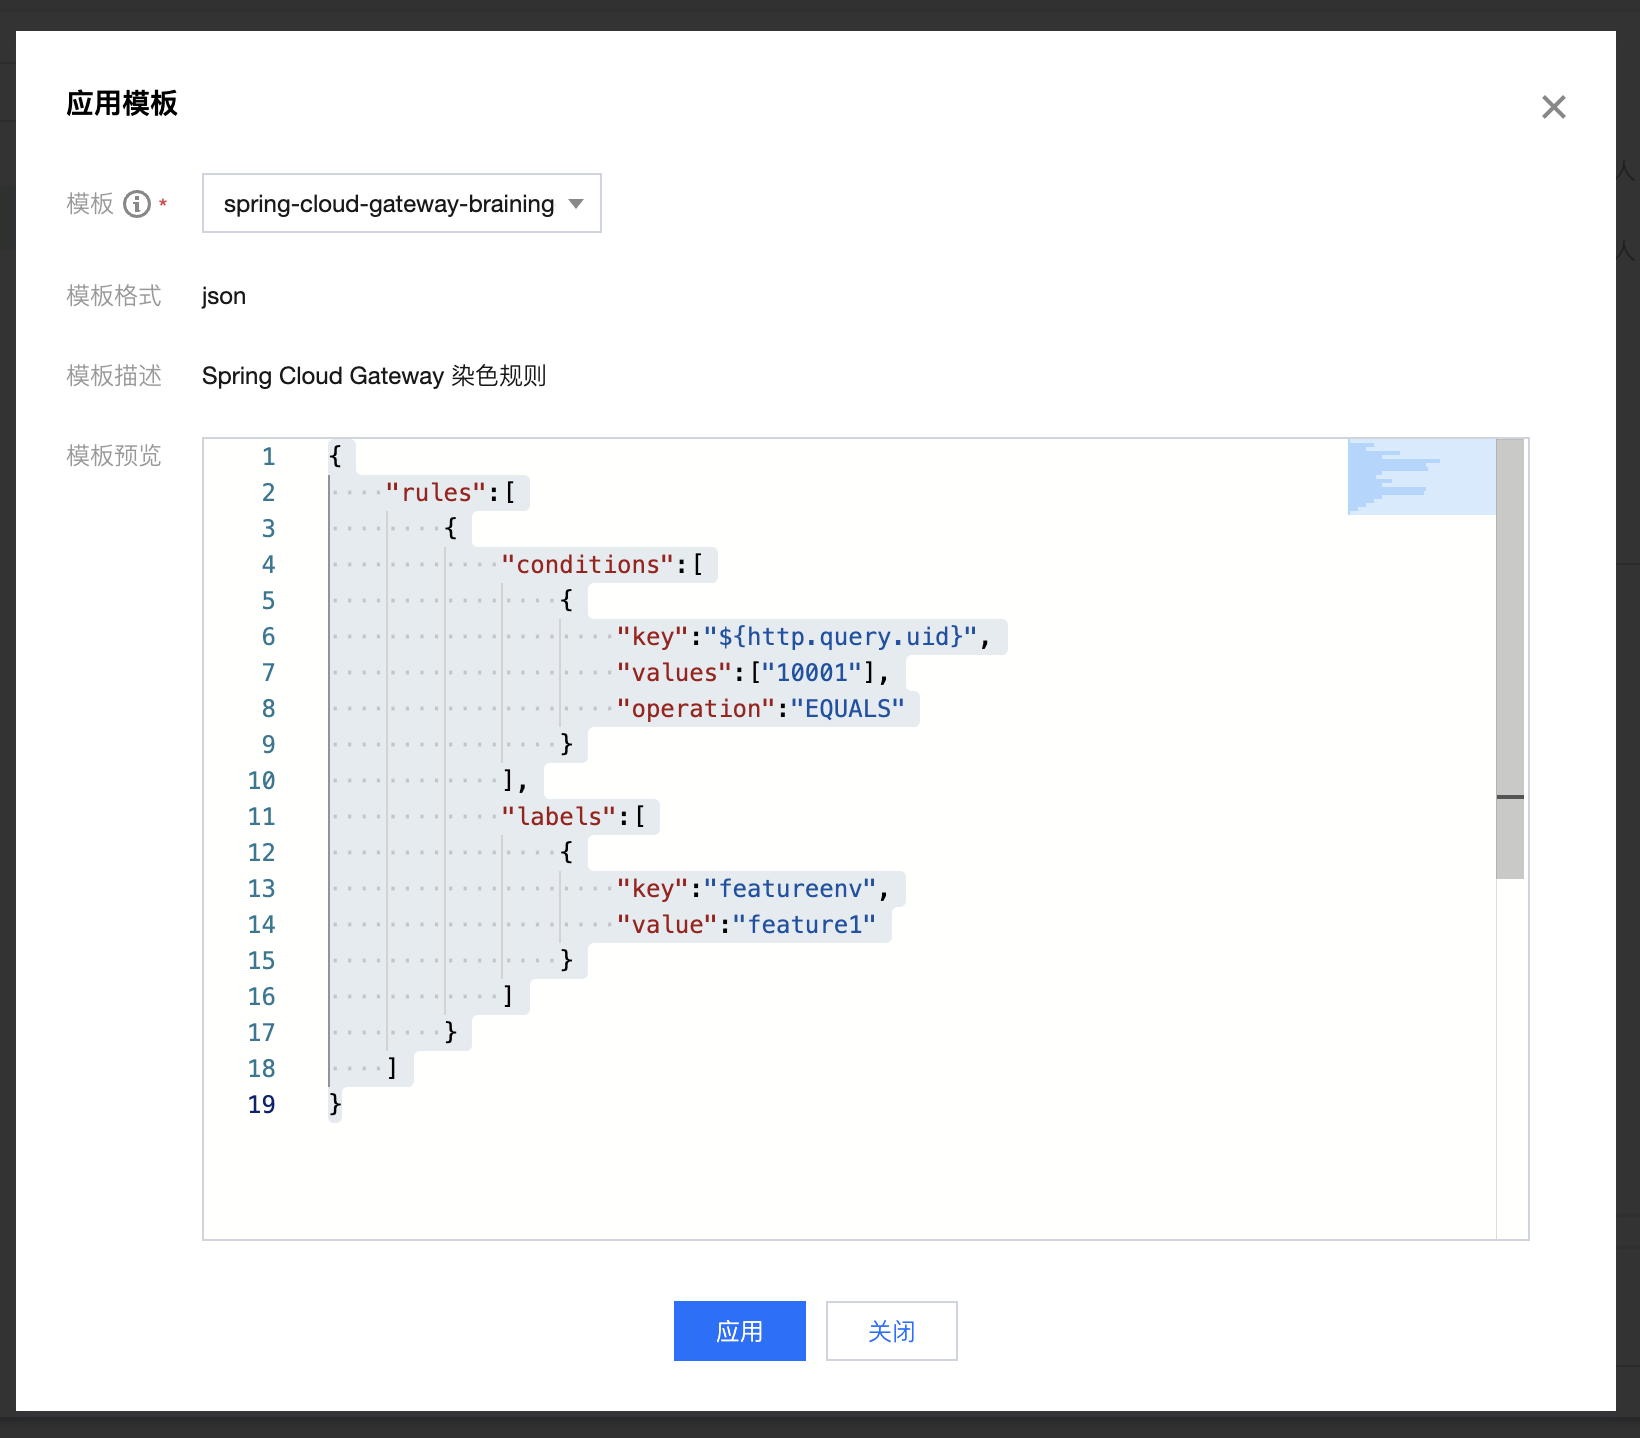 应用模板
模板 * spring-cloud-gateway-braining
模板格式 json
模板描述 Spring Cloud Gateway 染色规则
模板预览
1 {
2     "rules":[
3         {
4             "conditions":[
5                 {
6                     "key":"${http.query.uid}",
7                     "values":["10001"],
8                     "operation":"EQUALS"
9                 }
10             ],
11             "labels":[
12                 {
13                     "key":"featureenv",
14                     "value":"feature1"
15                 }
16             ]
17         }
18     ]
19 }
应用 关闭